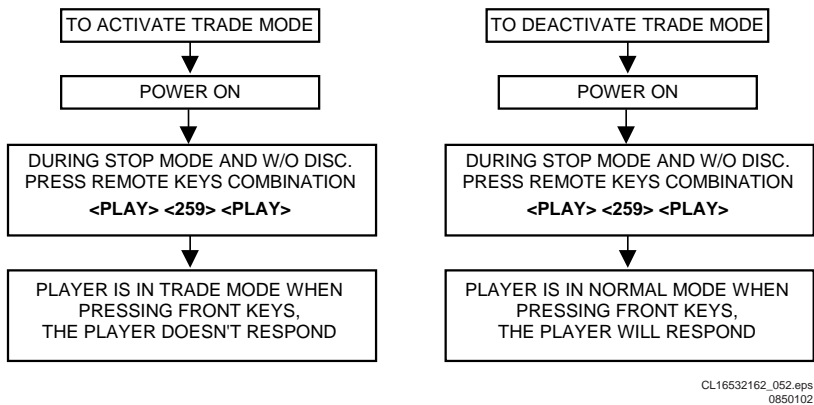 TO ACTIVATE TRADE MODE
POWER ON
DURING STOP MODE AND W/O DISC.
PRESS REMOTE KEYS COMBINATION
<PLAY> <259> <PLAY>
PLAYER IS IN TRADE MODE WHEN
PRESSING FRONT KEYS,
THE PLAYER DOESN'T RESPOND
TO DEACTIVATE TRADE MODE
POWER ON
DURING STOP MODE AND W/O DISC.
PRESS REMOTE KEYS COMBINATION
<PLAY> <259> <PLAY>
PLAYER IS IN NORMAL MODE WHEN
PRESSING FRONT KEYS,
THE PLAYER WILL RESPOND
CL16532162_052.eps
0850102